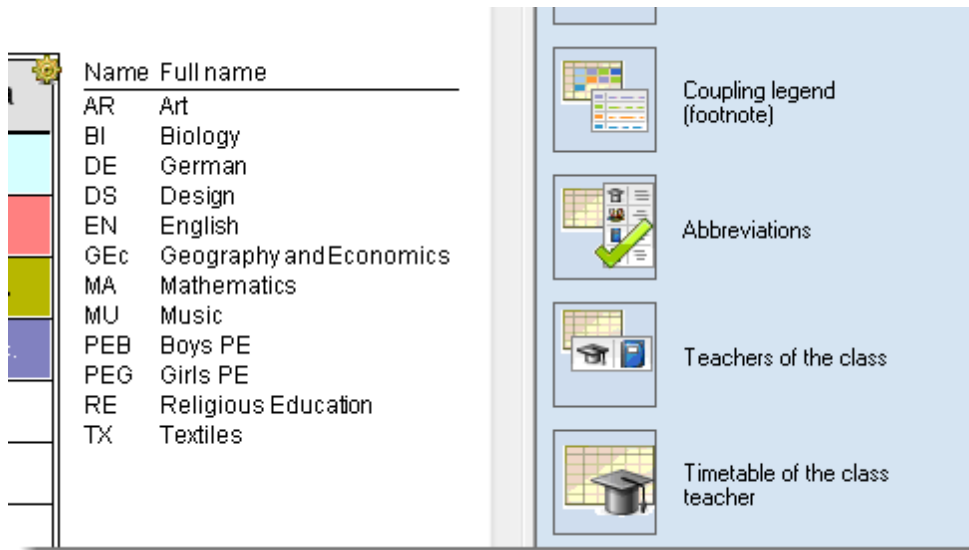 Name Full name
AR Art
BI Biology
DE German
DS Design
EN English
GEc Geography and Economics
MA Mathematics
MU Music
PEB Boys PE
PEG Girls PE
RE Religious Education
TX Textiles
Coupling legend
(footnote)
Abbreviations
Teachers of the class
Timetable of the class
teacher